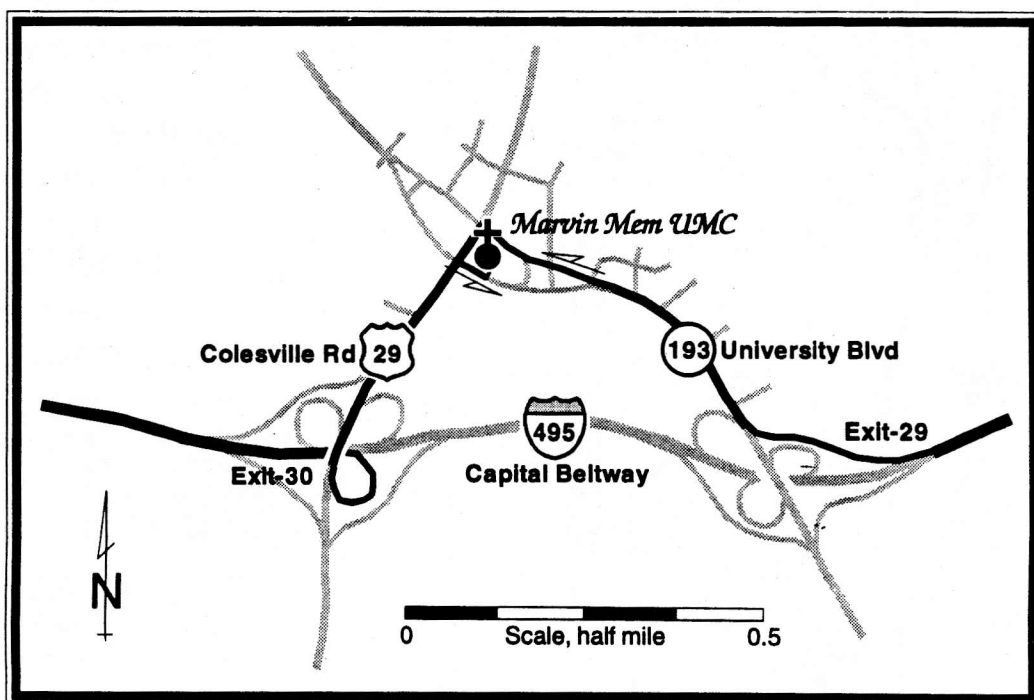 Marvin Mem UMC
Colesville Rd 29
193 University Blvd
495
Exit-29
Exit-30
Capital Beltway
N
0 Scale, half mile 0.5